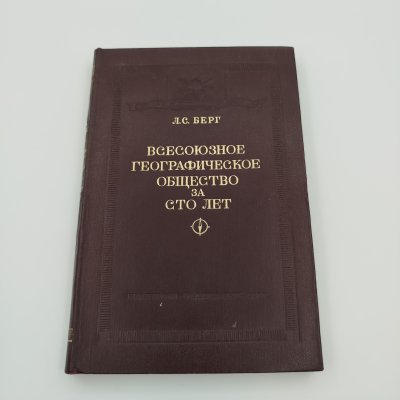 Л.С. БЕРГ
ВСЕСОЮЗНОЕ
ГЕОГРАФИЧЕСКОЕ
ОБЩЕСТВО
ЗА
СТО ЛЕТ